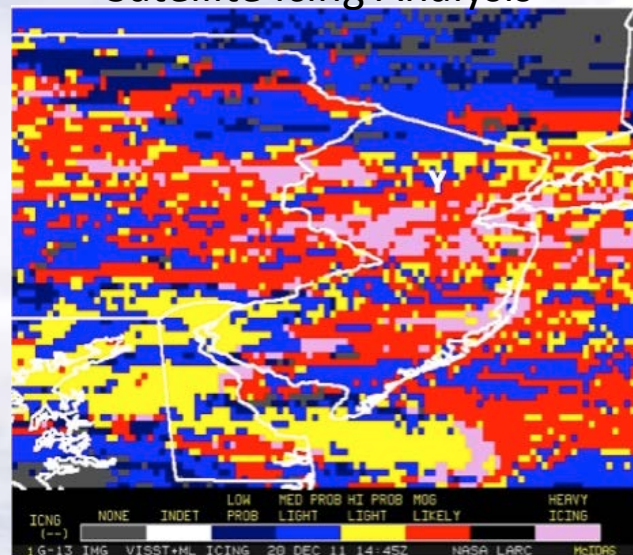 Satellite Icing Analysis
Y
LOW MED PROB HI PROB MOG HEAVY
ICNG NONE INDET PROB LIGHT LIGHT LIKELY ICING
(--)
1 G-13 IMG VISST+ML ICING 20 DEC 11 14:45Z NASA LARC McIDAS